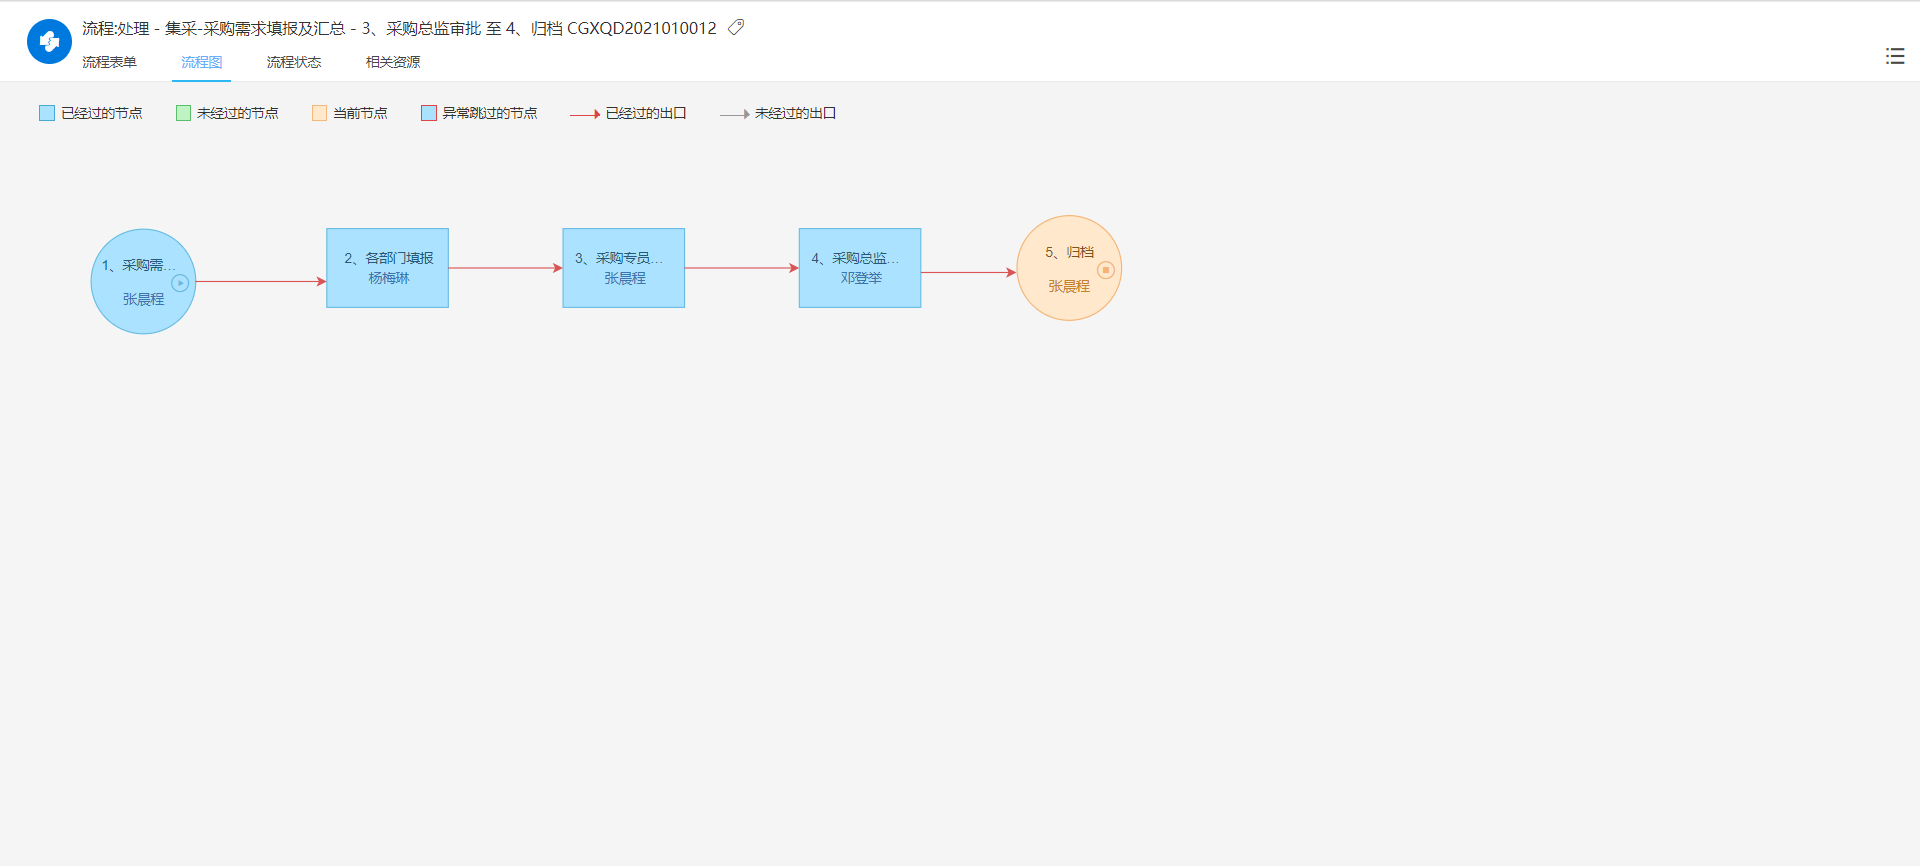 流程:处理 - 集采-采购需求填报及汇总 - 3、采购总监审批 至 4、归档 CGXQD2021010012
流程表单 流程图 流程状态 相关资源
已经过的节点 未经过的节点 当前节点 异常跳过的节点 已经过的出口 未经过的出口
1、采购需...
张晨程
2、各部门填报
杨梅琳
3、采购专员...
张晨程
4、采购总监...
邓登举
5、归档
张晨程